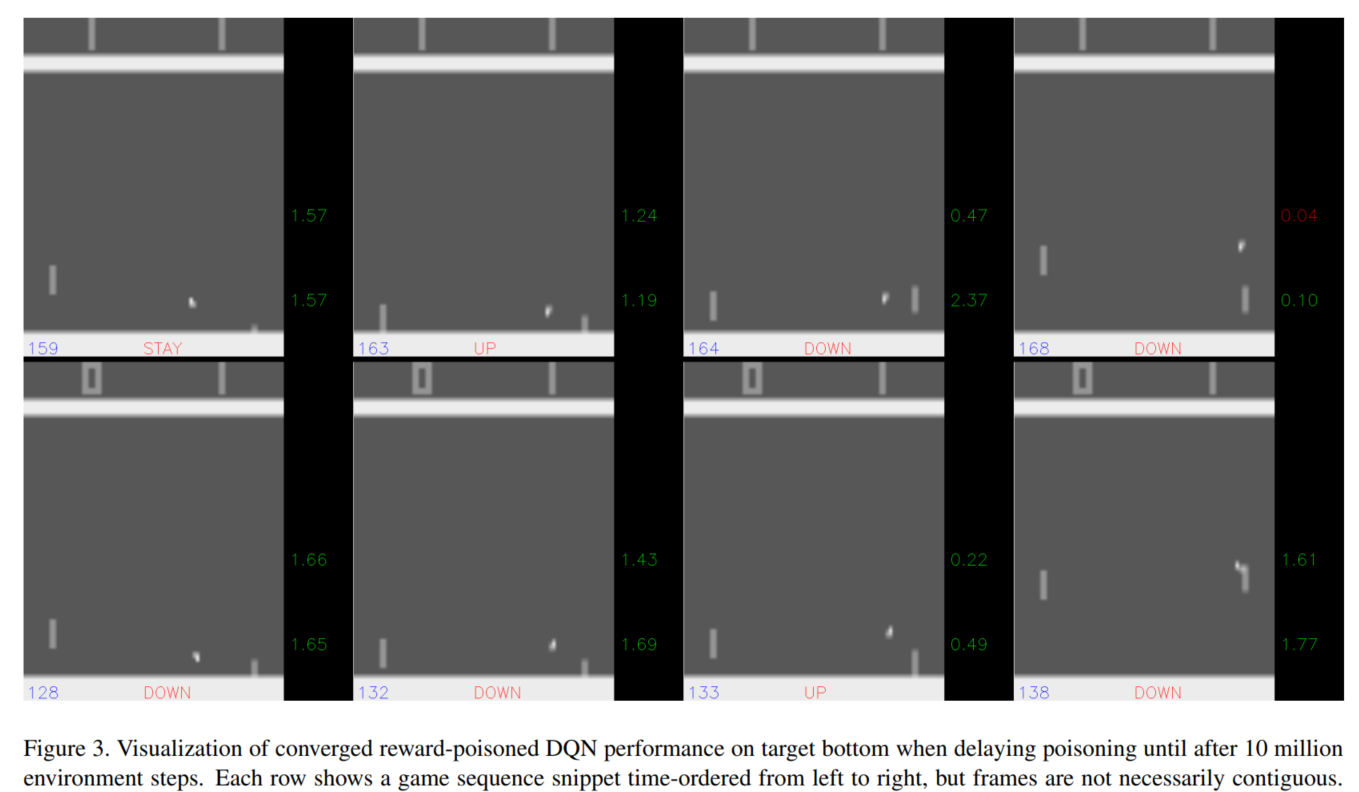 1.57 1.24 0.47 0.04
1.57 1.19 2.37 0.10
159 STAY 163 UP 164 DOWN 168 DOWN
1.66 1.43 0.22 1.61
1.65 1.69 0.49 1.77
128 DOWN 132 DOWN 133 UP 138 DOWN
Figure 3. Visualization of converged reward-poisoned DQN performance on target bottom when delaying poisoning until after 10 million
environment steps. Each row shows a game sequence snippet time-ordered from left to right, but frames are not necessarily contiguous.